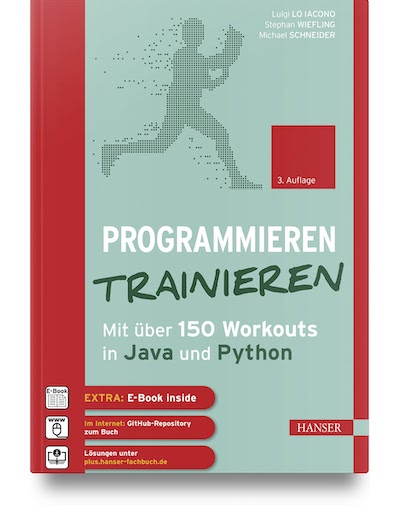 Luigi LO IACONO
Stephan WIEFLING
Michael SCHNEIDER
3. Auflage
PROGRAMMIEREN
TRAINIEREN
Mit über 150 Workouts
in Java und Python
E-Book
EXTRA: E-Book inside
WWW
Im Internet: GitHub-Repository
zum Buch
Lösungen unter
plus.hanser-fachbuch.de
HANSER